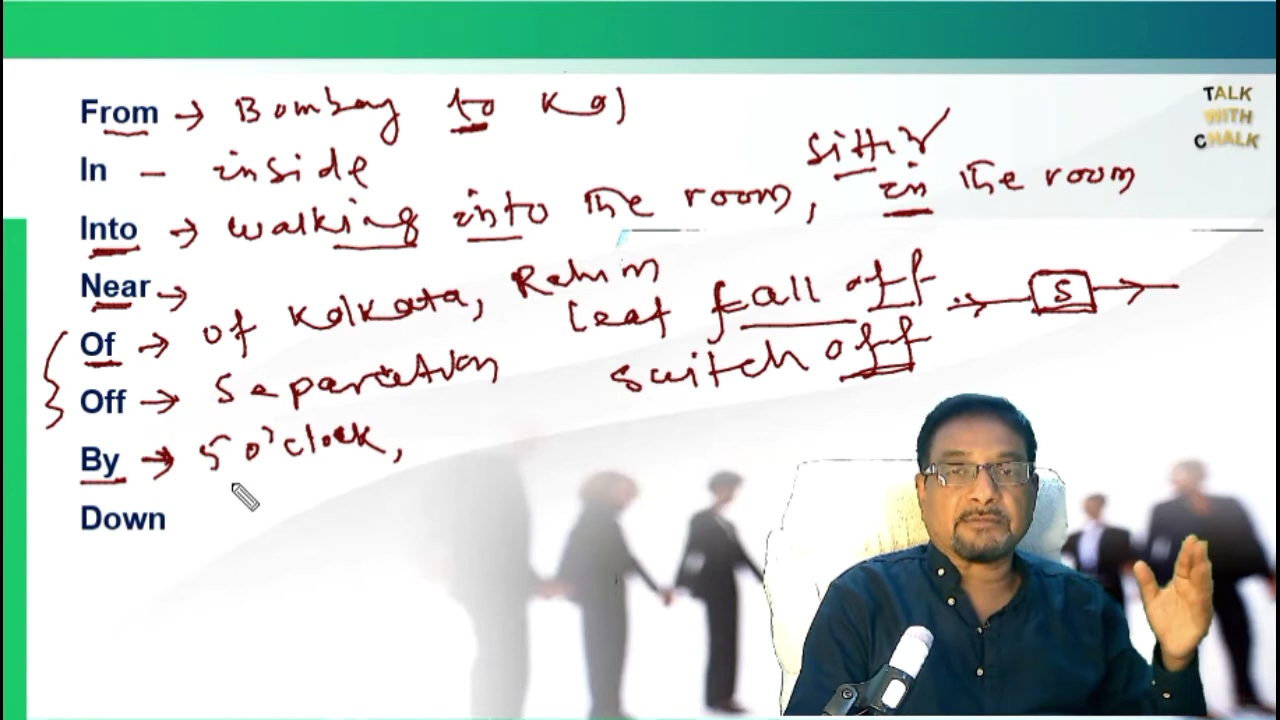 From → Bombay to Kol
In – inside
Into → walking into the room, sitting in the room
Near →
Of → of Kolkata,
Off → Separation leaf fall off → S →
switch off
By → 5 o'clock,
Down
TALK
WITH
CHALK